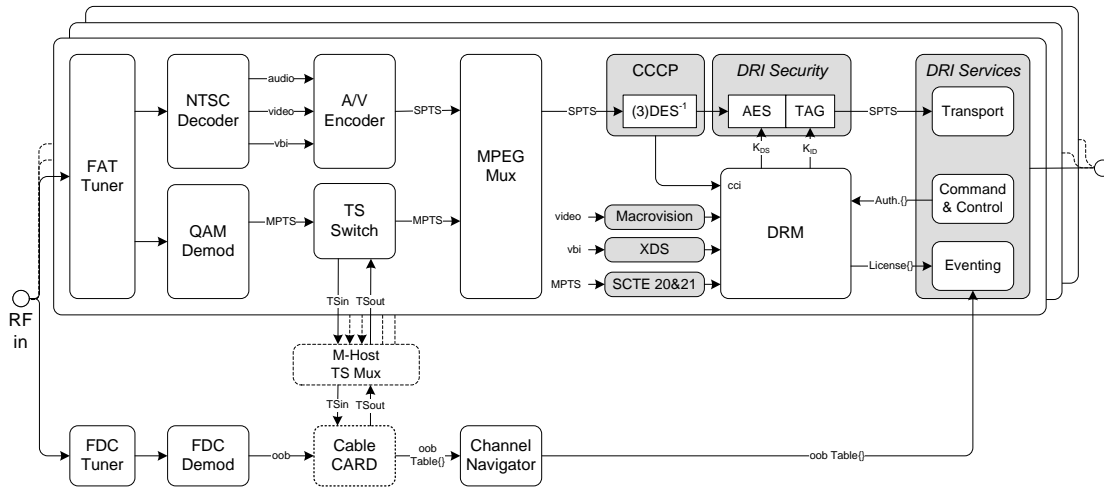 CCCP
DRI Security
DRI Services
FAT
Tuner
NTSC
Decoder
audio
video
vbi
A/V
Encoder
SPTS
MPEG
Mux
SPTS
(3)DES⁻¹
AES
TAG
SPTS
Transport
K_DS
K_ID
QAM
Demod
MPTS
TS
Switch
MPTS
cci
DRM
Auth.{}
Command
& Control
video
Macrovision
vbi
XDS
License{}
Eventing
MPTS
SCTE 20&21
RF
in
TSin
TSout
M-Host
TS Mux
TSin
TSout
FDC
Tuner
FDC
Demod
oob
Cable
CARD
oob
Table{}
Channel
Navigator
oob Table{}